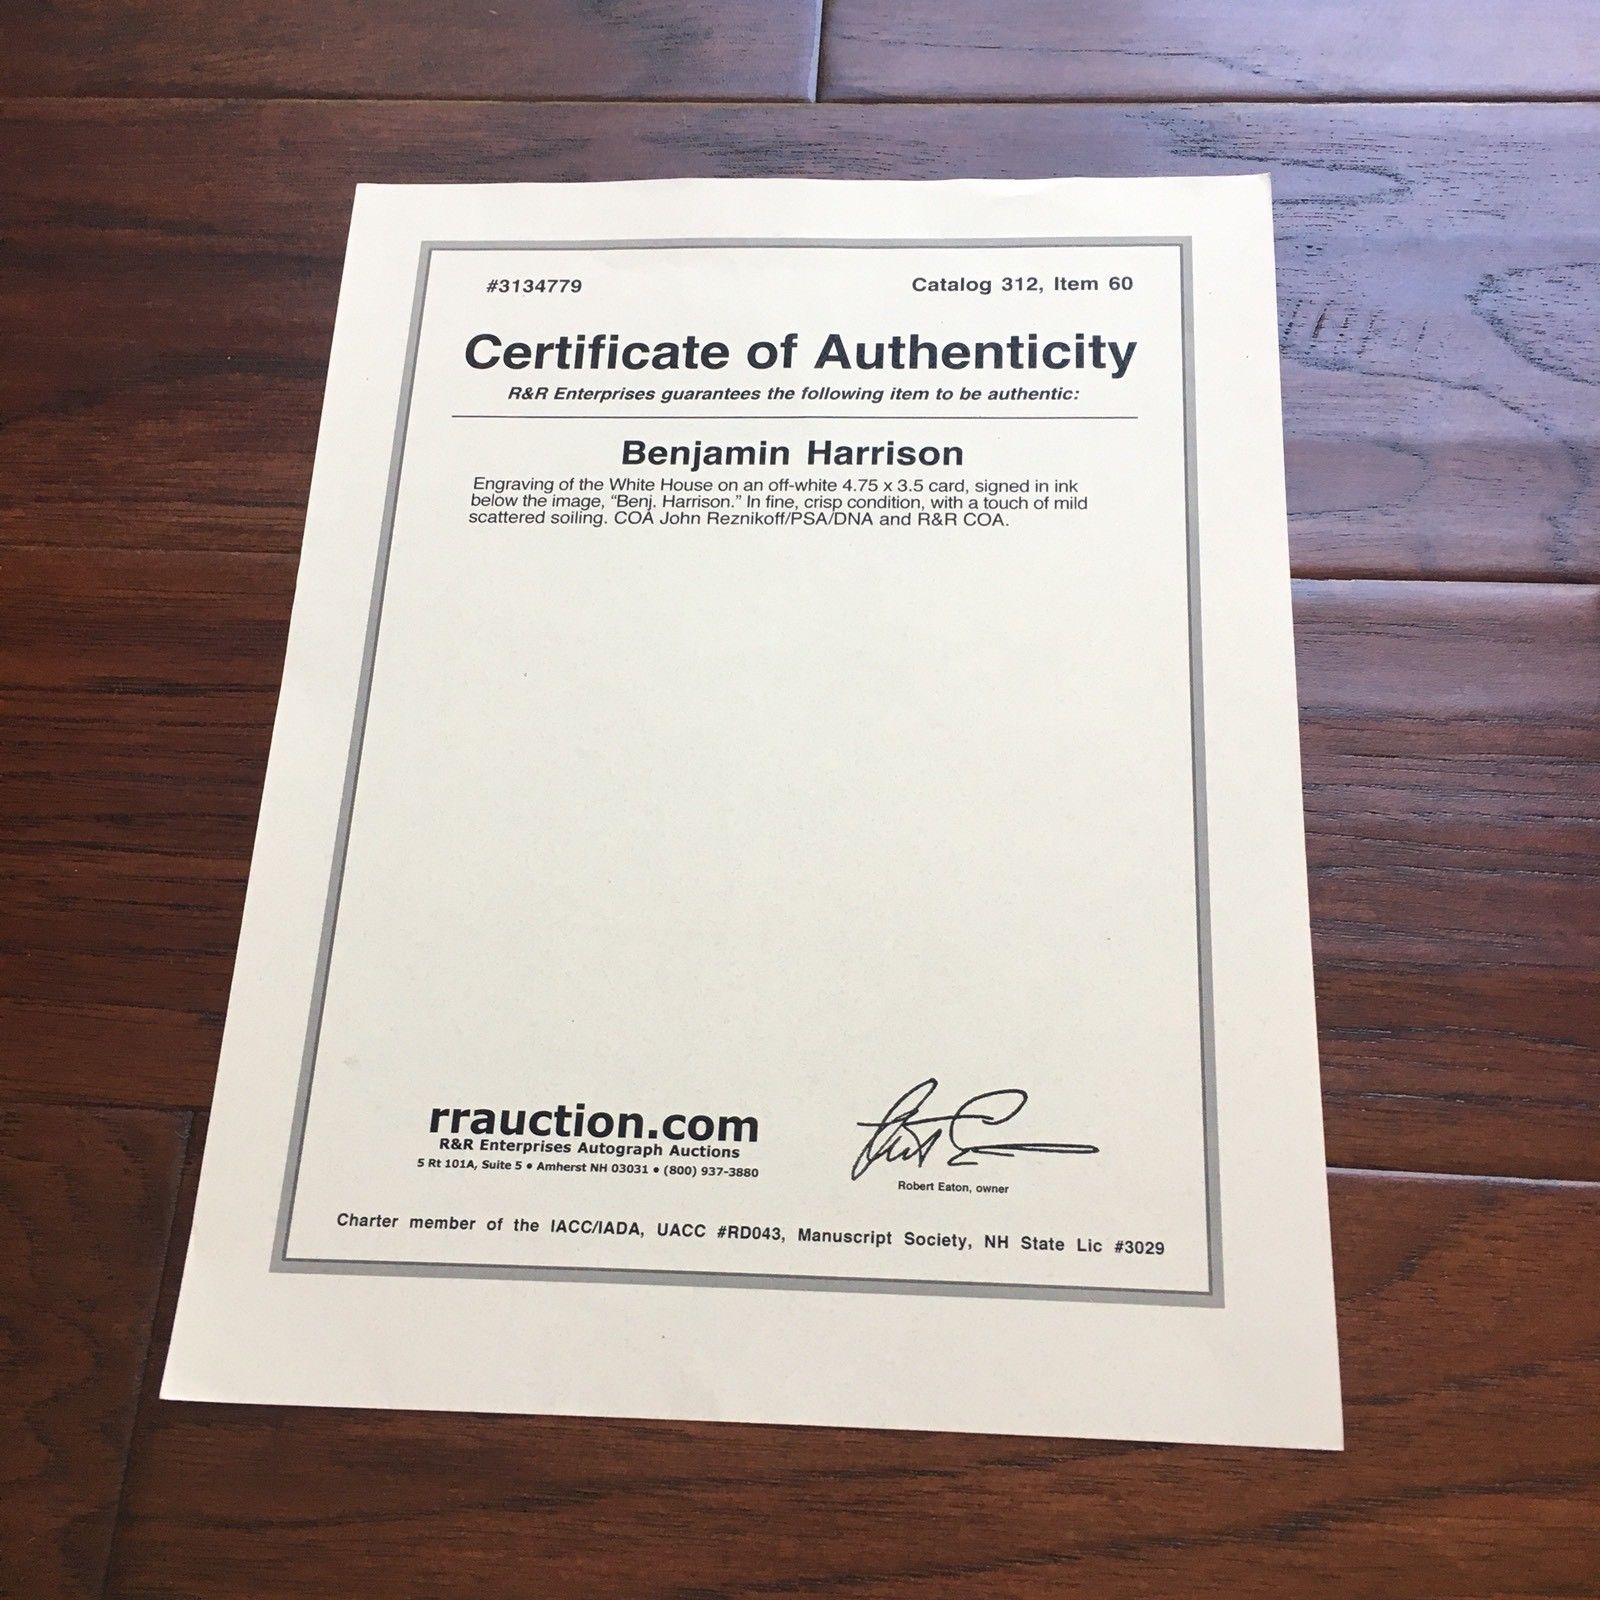 #3134779 Catalog 312, Item 60
Certificate of Authenticity
R&R Enterprises guarantees the following item to be authentic:
Benjamin Harrison
Engraving of the White House on an off-white 4.75 x 3.5 card, signed in ink
below the image, “Benj. Harrison.” In fine, crisp condition, with a touch of mild
scattered soiling. COA John Reznikoff/PSA/DNA and R&R COA.
rrauction.com
R&R Enterprises Autograph Auctions
5 Rt 101A, Suite 5 • Amherst NH 03031 • (800) 937-3880
Robert Eaton, owner
Charter member of the IACC/IADA, UACC #RD043, Manuscript Society, NH State Lic #3029